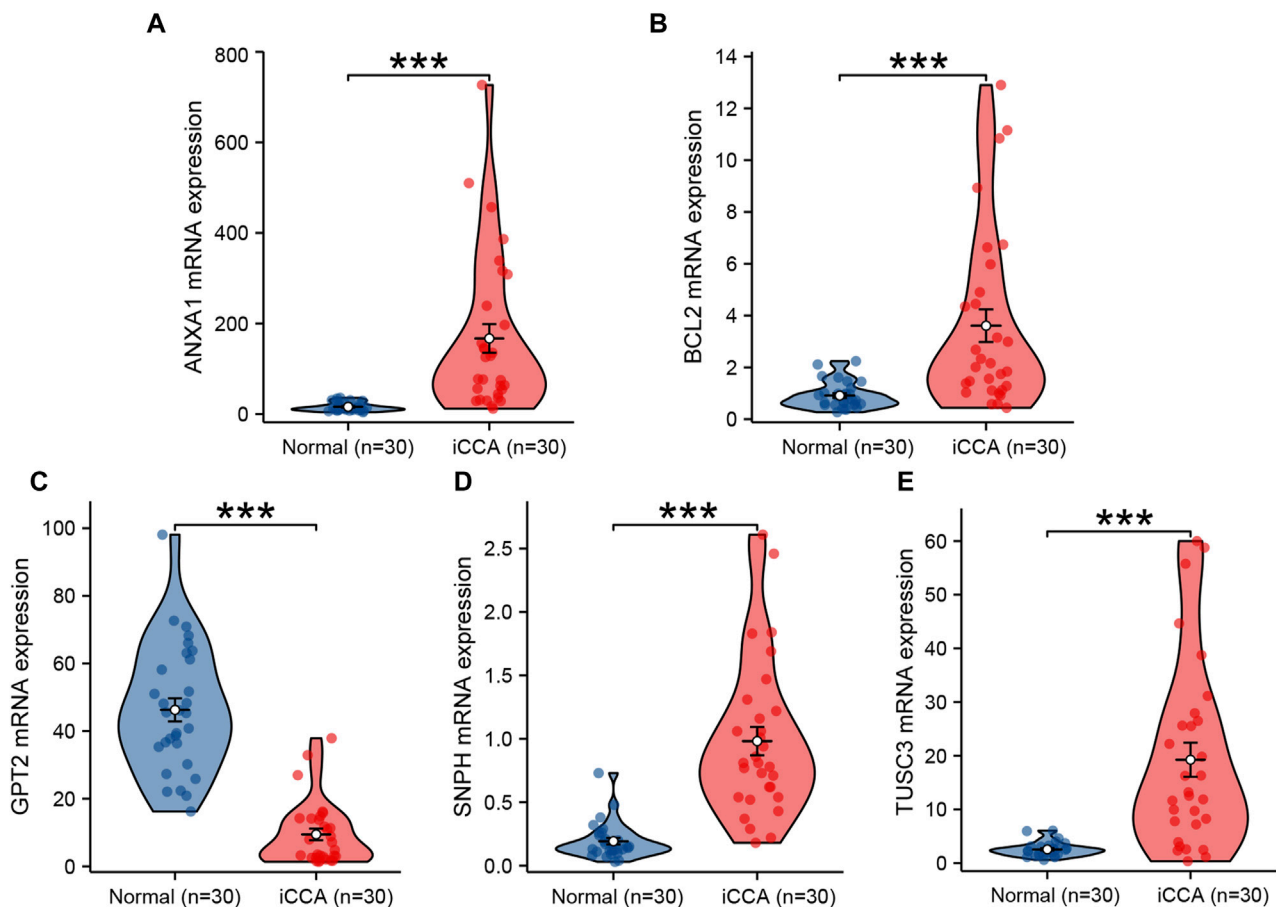 A
ANXA1 mRNA expression
800
600
400
200
0
***
Normal (n=30)
iCCA (n=30)
B
BCL2 mRNA expression
14
12
10
8
6
4
2
0
***
Normal (n=30)
iCCA (n=30)
C
GPT2 mRNA expression
100
80
60
40
20
0
***
Normal (n=30)
iCCA (n=30)
D
SNPH mRNA expression
2.5
2.0
1.5
1.0
0.5
0.0
***
Normal (n=30)
iCCA (n=30)
E
TUSC3 mRNA expression
60
50
40
30
20
10
0
***
Normal (n=30)
iCCA (n=30)